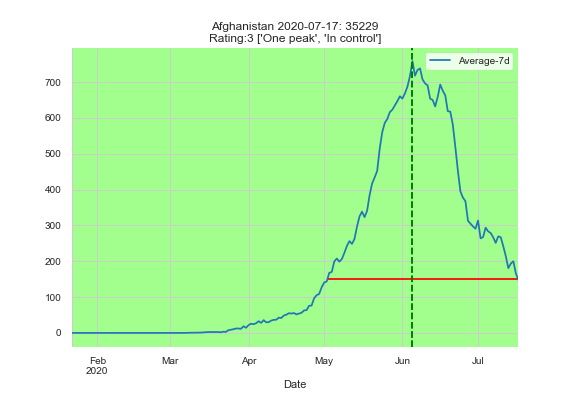 Afghanistan 2020-07-17: 35229
Rating:3 ['One peak', 'In control']
Average-7d
700
600
500
400
300
200
100
0
Feb
2020
Mar
Apr
May
Jun
Jul
Date